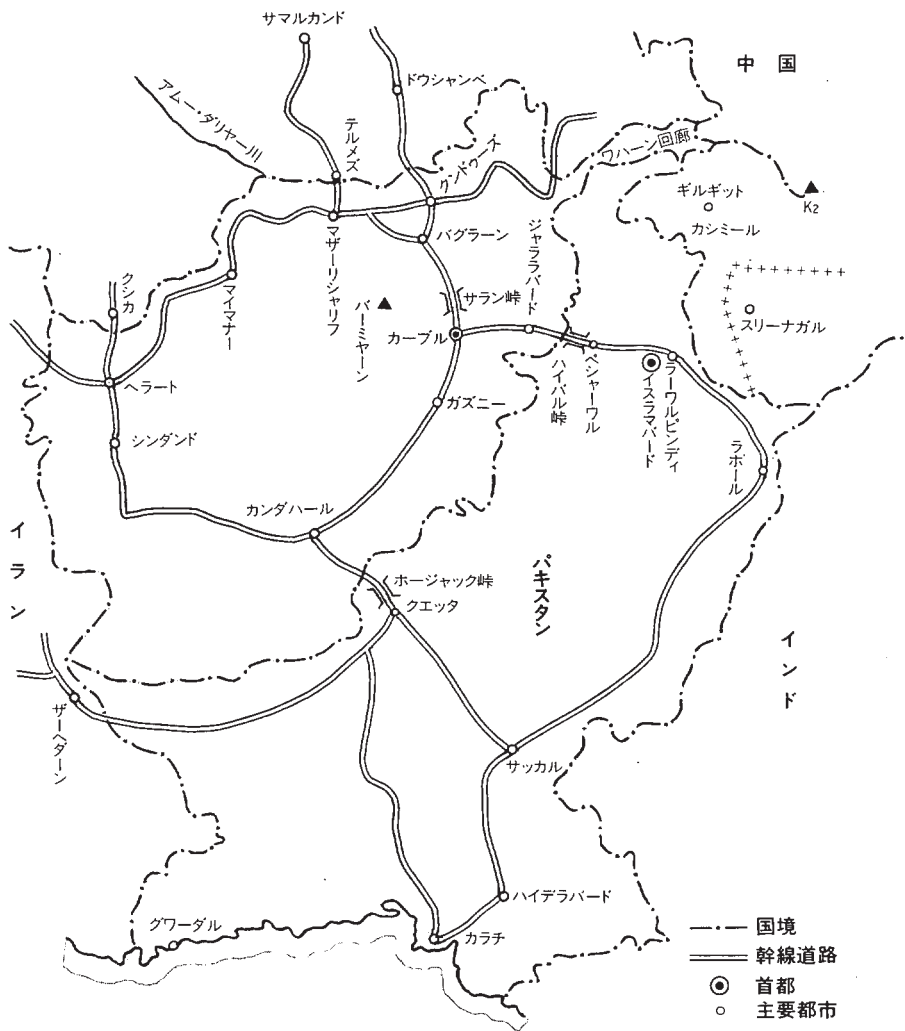 サマルカンド
ドウシャンベ
中国
アムー・ダリヤー川
テルメズ
クンドゥーズ
ワハーン回廊
ギルギット
K2
カシミール
マザーリシャリフ
バグラーン
ジャララバード
クシカ
マイマナー
バーミヤーン
サラン峠
スリーナガル
カーブル
ハイバル峠
ペシャーワル
イスラマバード
ラーワルピンディ
ヘラート
ガズニー
シンダンド
ラホール
カンダハール
イラン
パキスタン
ホージャック峠
クエッタ
インド
ザーヘダーン
サッカル
ハイデラバード
グワーダル
カラチ
国境
幹線道路
首都
主要都市